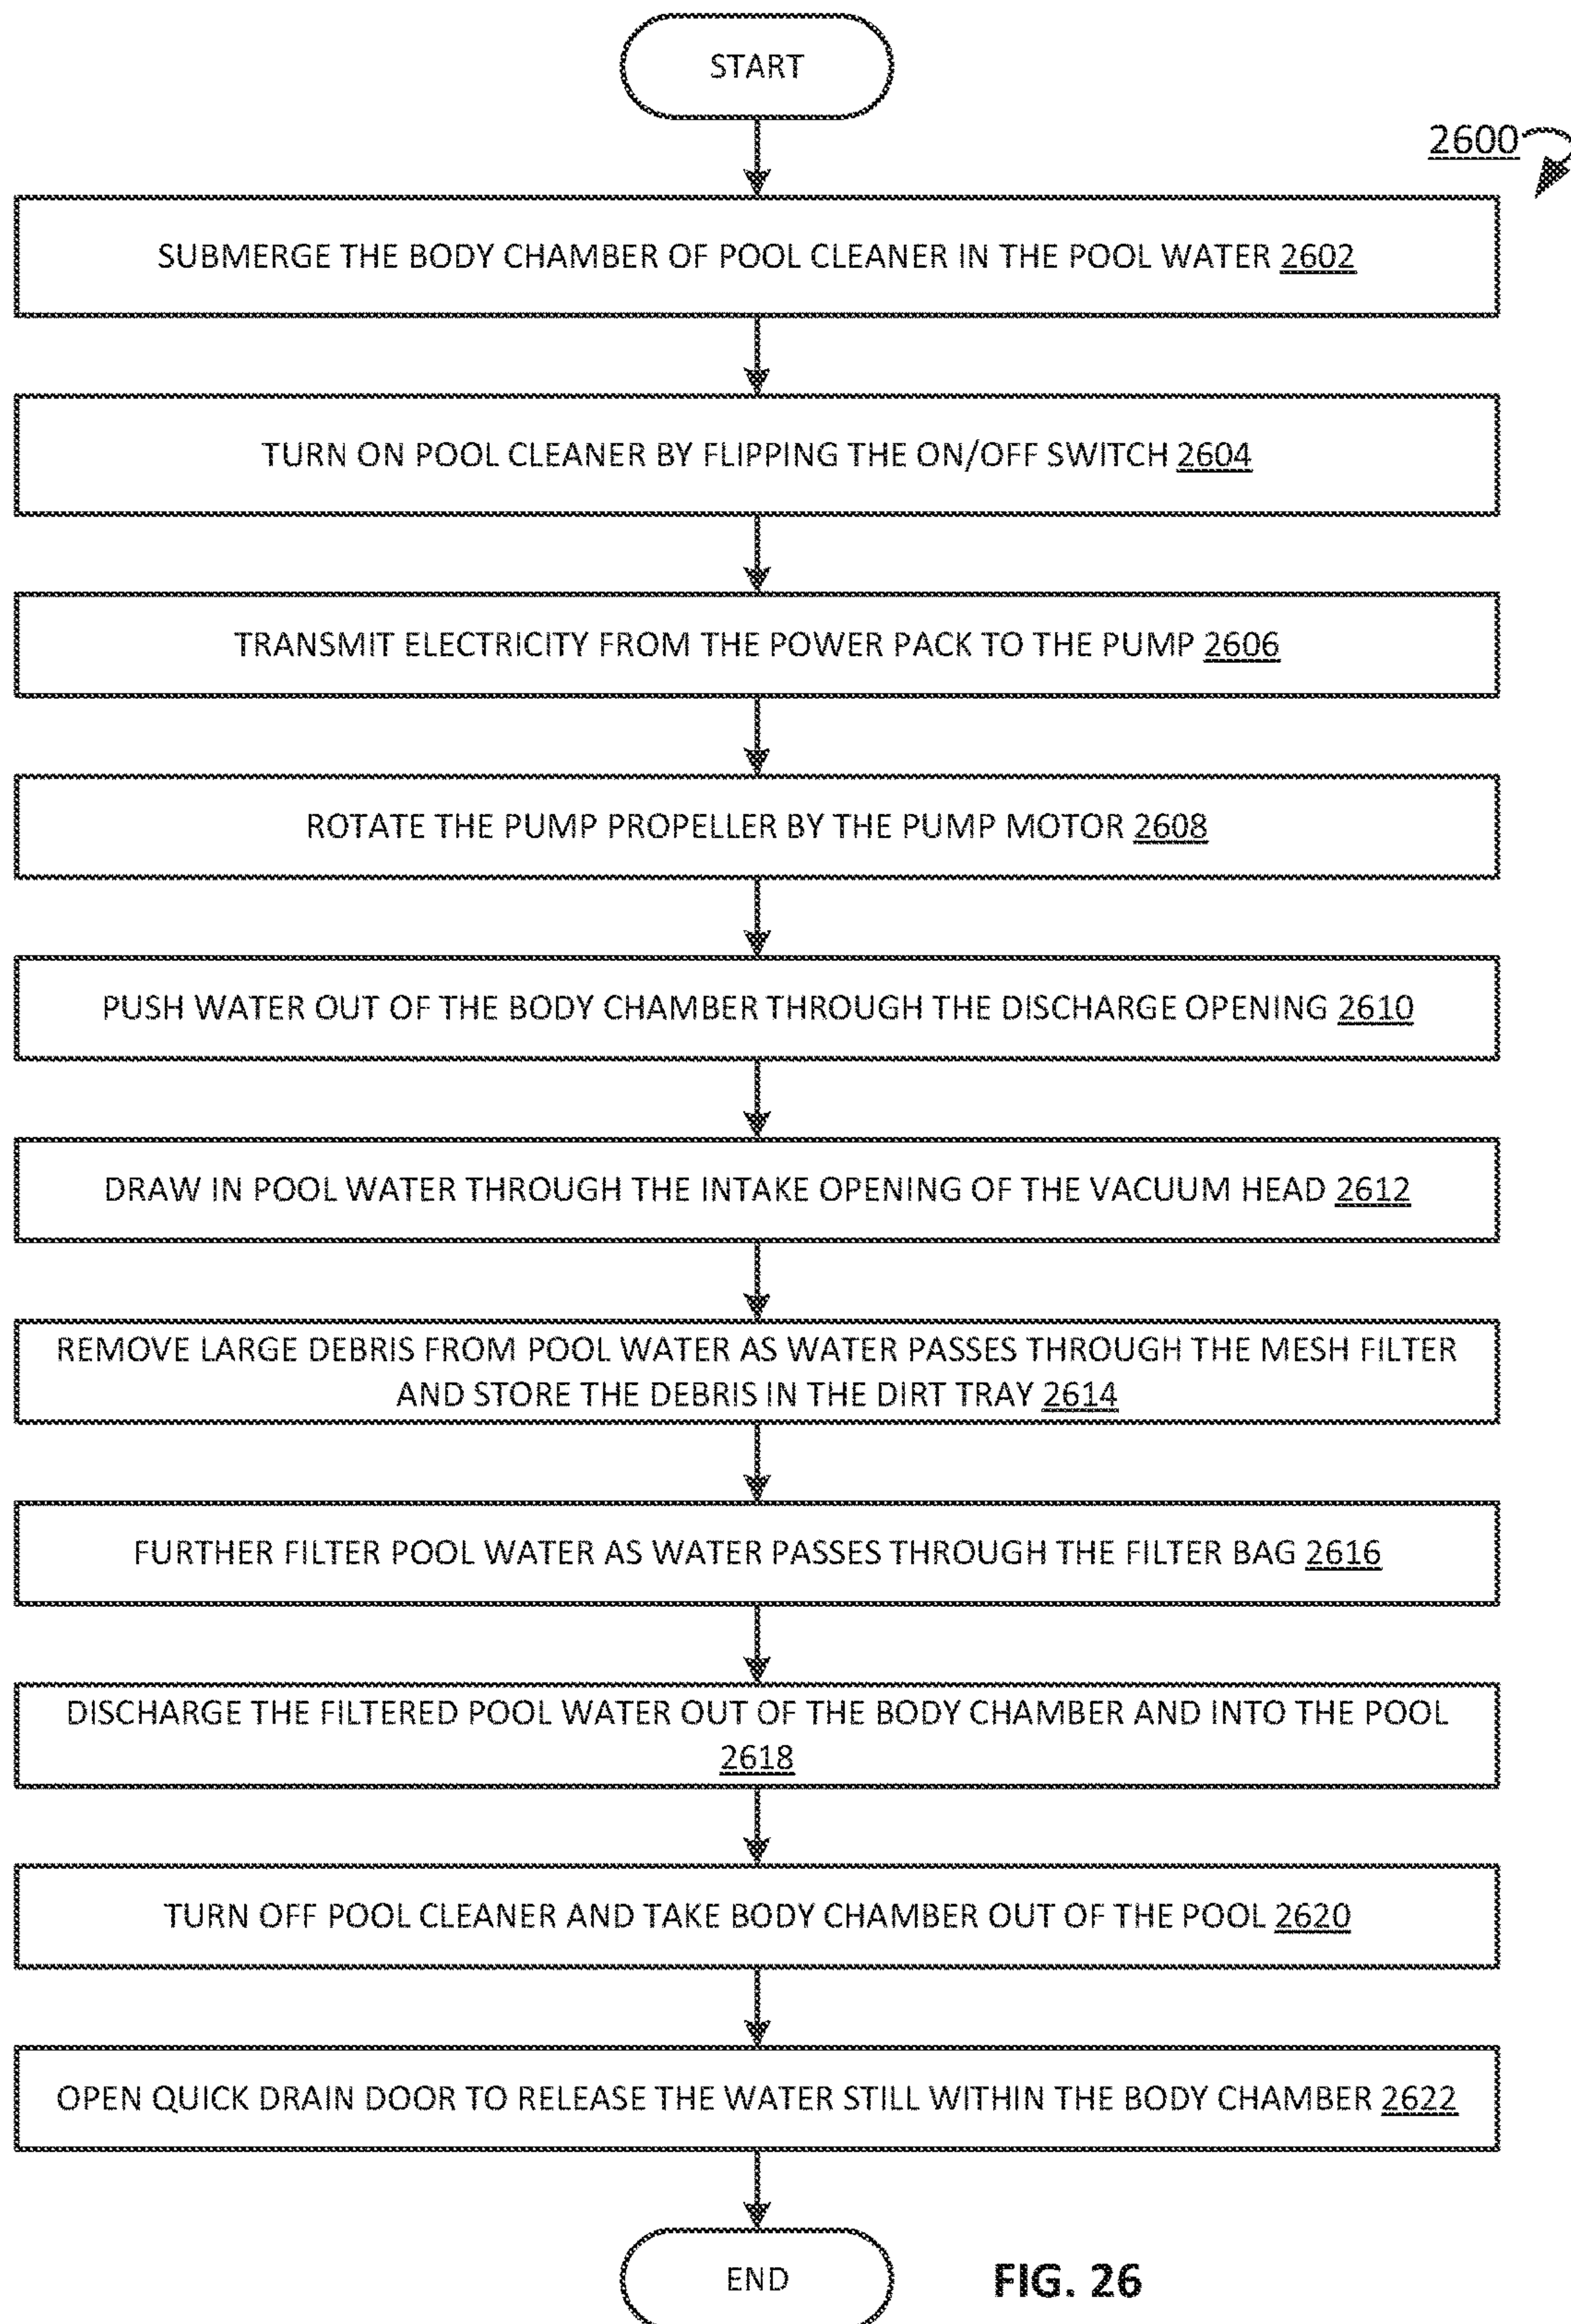 START
2600
SUBMERGE THE BODY CHAMBER OF POOL CLEANER IN THE POOL WATER 2602
TURN ON POOL CLEANER BY FLIPPING THE ON/OFF SWITCH 2604
TRANSMIT ELECTRICITY FROM THE POWER PACK TO THE PUMP 2606
ROTATE THE PUMP PROPELLER BY THE PUMP MOTOR 2608
PUSH WATER OUT OF THE BODY CHAMBER THROUGH THE DISCHARGE OPENING 2610
DRAW IN POOL WATER THROUGH THE INTAKE OPENING OF THE VACUUM HEAD 2612
REMOVE LARGE DEBRIS FROM POOL WATER AS WATER PASSES THROUGH THE MESH FILTER
AND STORE THE DEBRIS IN THE DIRT TRAY 2614
FURTHER FILTER POOL WATER AS WATER PASSES THROUGH THE FILTER BAG 2616
DISCHARGE THE FILTERED POOL WATER OUT OF THE BODY CHAMBER AND INTO THE POOL
2618
TURN OFF POOL CLEANER AND TAKE BODY CHAMBER OUT OF THE POOL 2620
OPEN QUICK DRAIN DOOR TO RELEASE THE WATER STILL WITHIN THE BODY CHAMBER 2622
END
FIG. 26